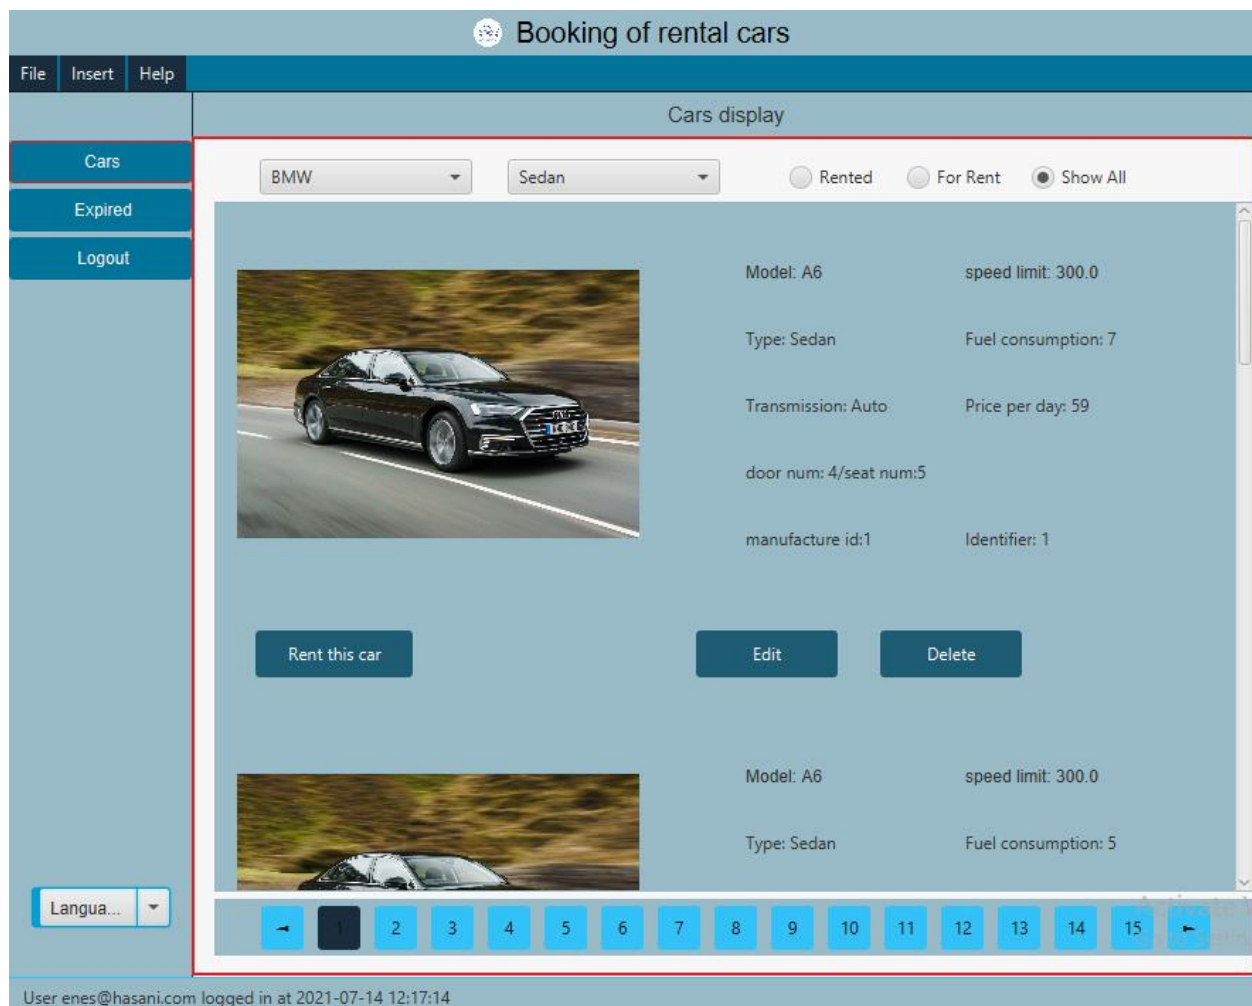 Booking of rental cars
File Insert Help
Cars display
Cars
Expired
Logout
BMW Sedan Rented For Rent Show All
Model: A6 speed limit: 300.0
Type: Sedan Fuel consumption: 7
Transmission: Auto Price per day: 59
door num: 4/seat num:5
manufacture id:1 Identifier: 1
Rent this car Edit Delete
Model: A6 speed limit: 300.0
Type: Sedan Fuel consumption: 5
Langua...
1 2 3 4 5 6 7 8 9 10 11 12 13 14 15
User enes@hasani.com logged in at 2021-07-14 12:17:14